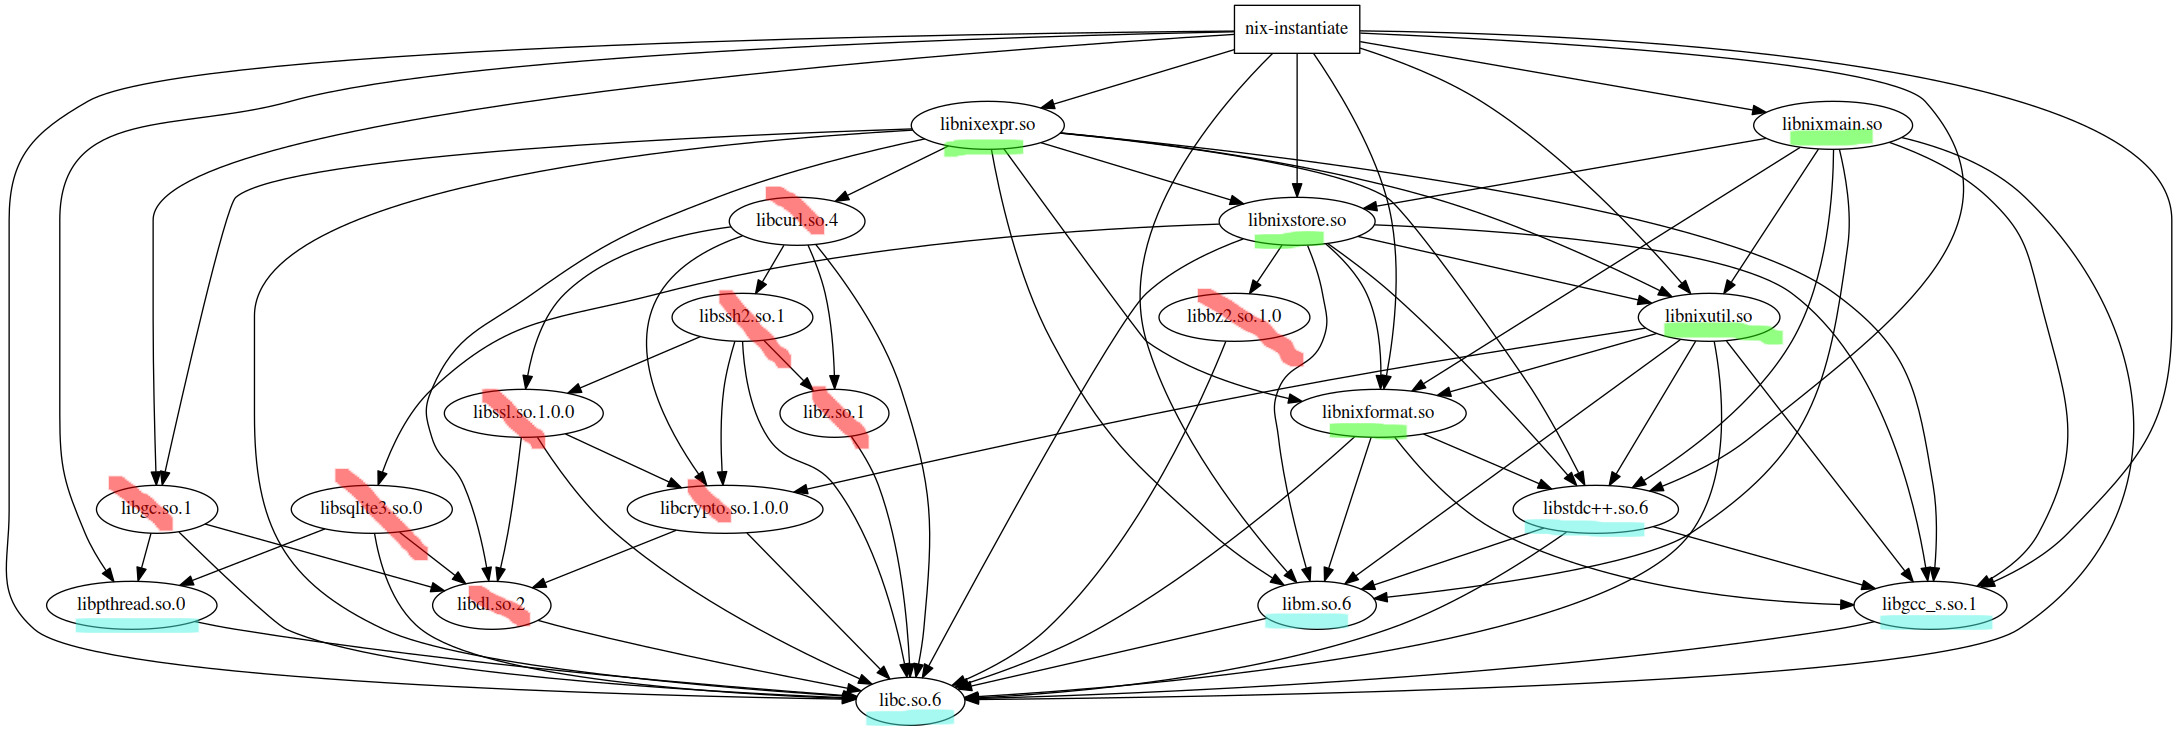 nix-instantiate
libnixexpr.so
libnixmain.so
libcurl.so.4
libnixstore.so
libssh2.so.1
libbz2.so.1.0
libnixutil.so
libssl.so.1.0.0
libz.so.1
libnixformat.so
libgc.so.1
libsqlite3.so.0
libcrypto.so.1.0.0
libstdc++.so.6
libpthread.so.0
libdl.so.2
libm.so.6
libgcc_s.so.1
libc.so.6